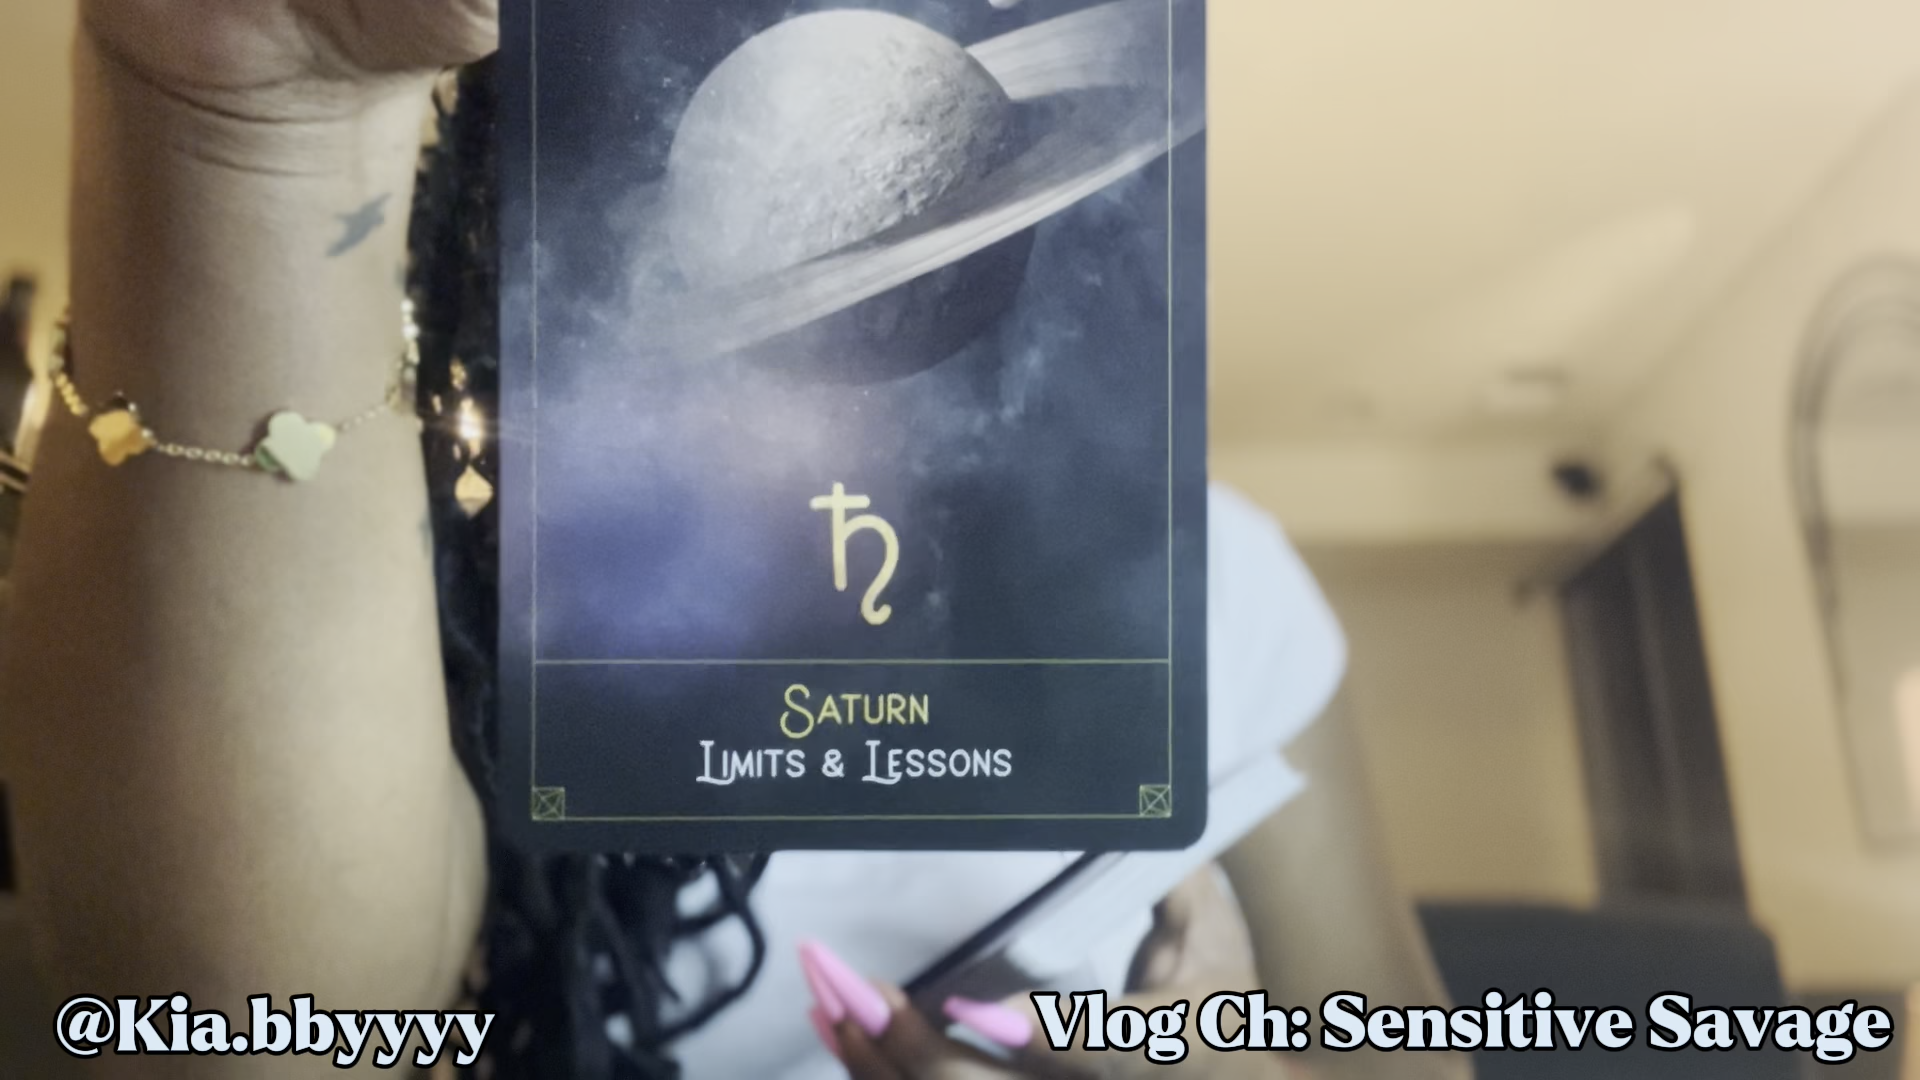 ♄
SATURN
LIMITS & LESSONS
@Kia.bbyyyy
Vlog Ch: Sensitive Savage